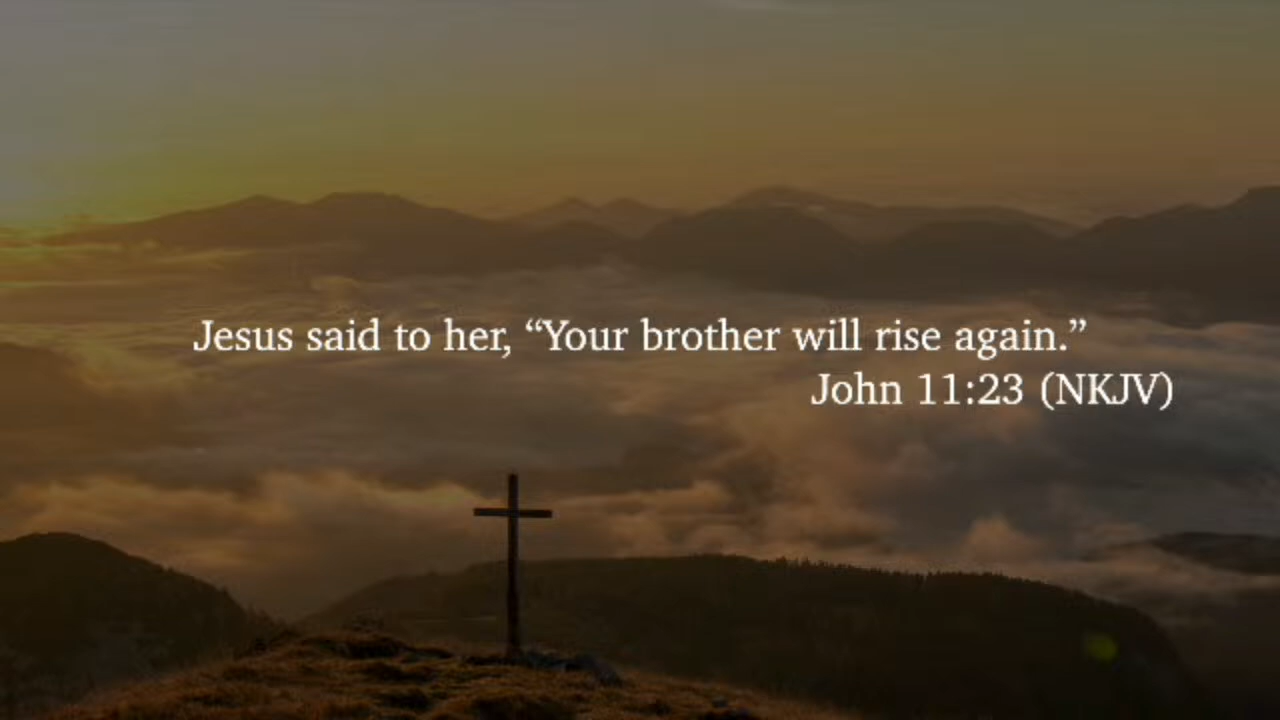 Jesus said to her, “Your brother will rise again.”
John 11:23 (NKJV)